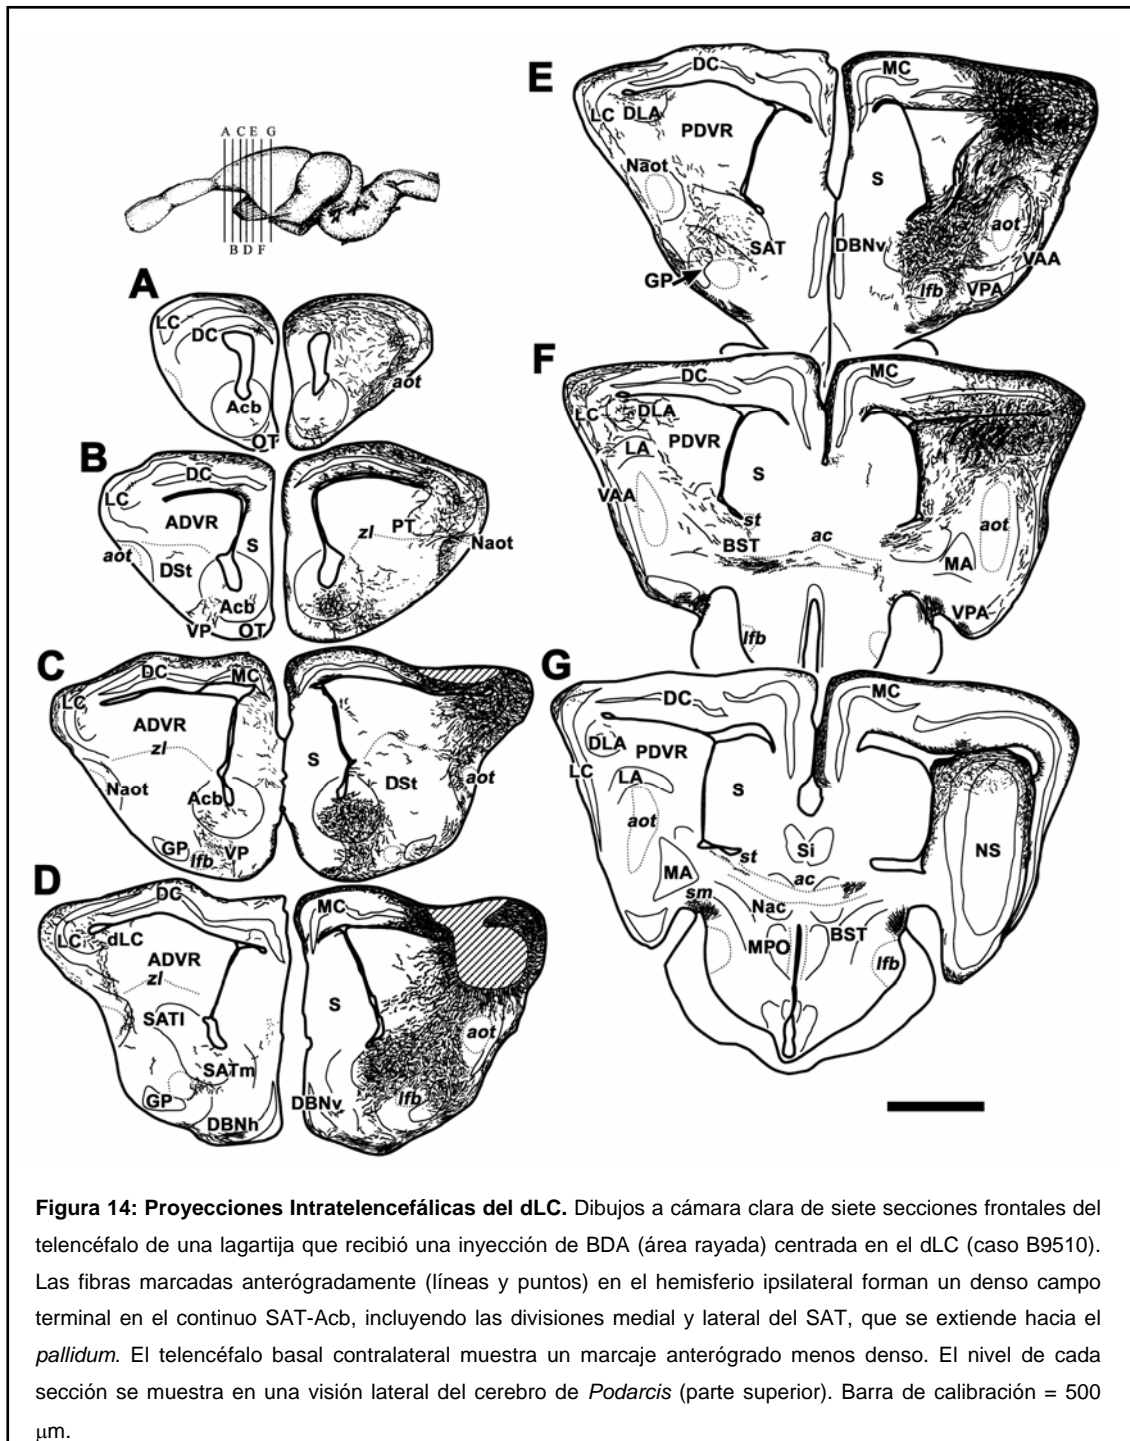 A C E G
B D F
A
LC
DC
Acb
OT
aot
B
DC
LC
ADVR
aot
DSt
S
Acb
VP
OT
zl
PT
Naot
C
DC
MC
LC
ADVR
zl
Naot
Acb
GP
lfb
VP
S
DSt
aot
D
DC
MC
LC
dLC
ADVR
zl
SATl
SATm
GP
DBNh
S
DBNv
aot
lfb
E
DC
MC
LC
DLA
PDVR
Naot
S
SAT
DBNv
GP
aot
VAA
lfb
VPA
F
DC
MC
LC
DLA
PDVR
LA
VAA
S
st
BST
ac
aot
MA
VPA
lfb
G
DC
MC
DLA
PDVR
LC
LA
aot
S
Si
NS
MA
st
ac
sm
Nac
BST
MPO
lfb
Figura 14: Proyecciones Intratelencefálicas del dLC. Dibujos a cámara clara de siete secciones frontales del
telencéfalo de una lagartija que recibió una inyección de BDA (área rayada) centrada en el dLC (caso B9510).
Las fibras marcadas anterógradamente (líneas y puntos) en el hemisferio ipsilateral forman un denso campo
terminal en el continuo SAT-Acb, incluyendo las divisiones medial y lateral del SAT, que se extiende hacia el
pallidum. El telencéfalo basal contralateral muestra un marcaje anterógrado menos denso. El nivel de cada
sección se muestra en una visión lateral del cerebro de Podarcis (parte superior). Barra de calibración = 500
μm.